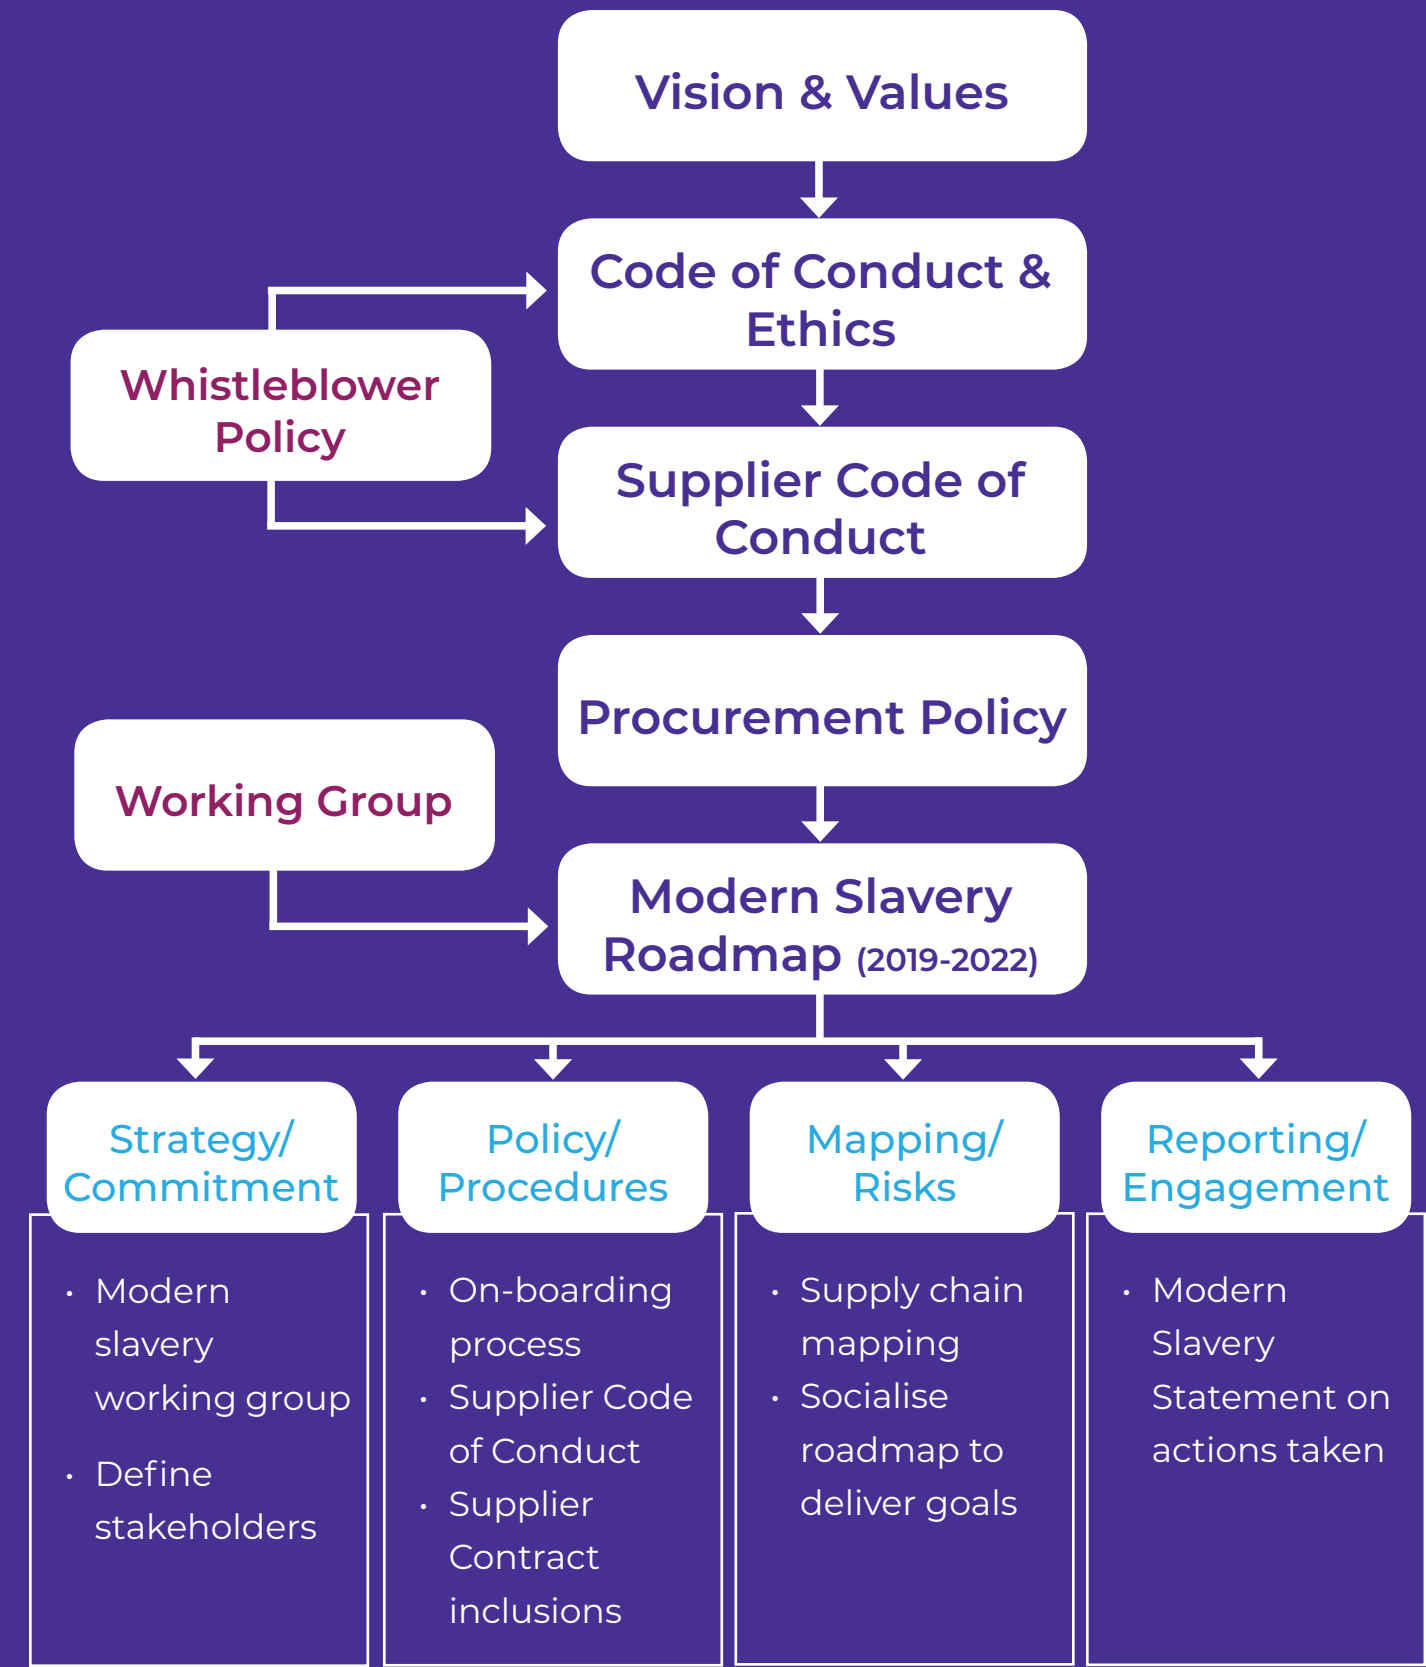 Vision & Values
Code of Conduct &
Ethics
Whistleblower
Policy
Supplier Code of
Conduct
Procurement Policy
Working Group
Modern Slavery
Roadmap (2019-2022)
Strategy/
Commitment
• Modern
slavery
working group
• Define
stakeholders
Policy/
Procedures
• On-boarding
process
• Supplier Code
of Conduct
• Supplier
Contract
inclusions
Mapping/
Risks
• Supply chain
mapping
• Socialise
roadmap to
deliver goals
Reporting/
Engagement
• Modern
Slavery
Statement on
actions taken